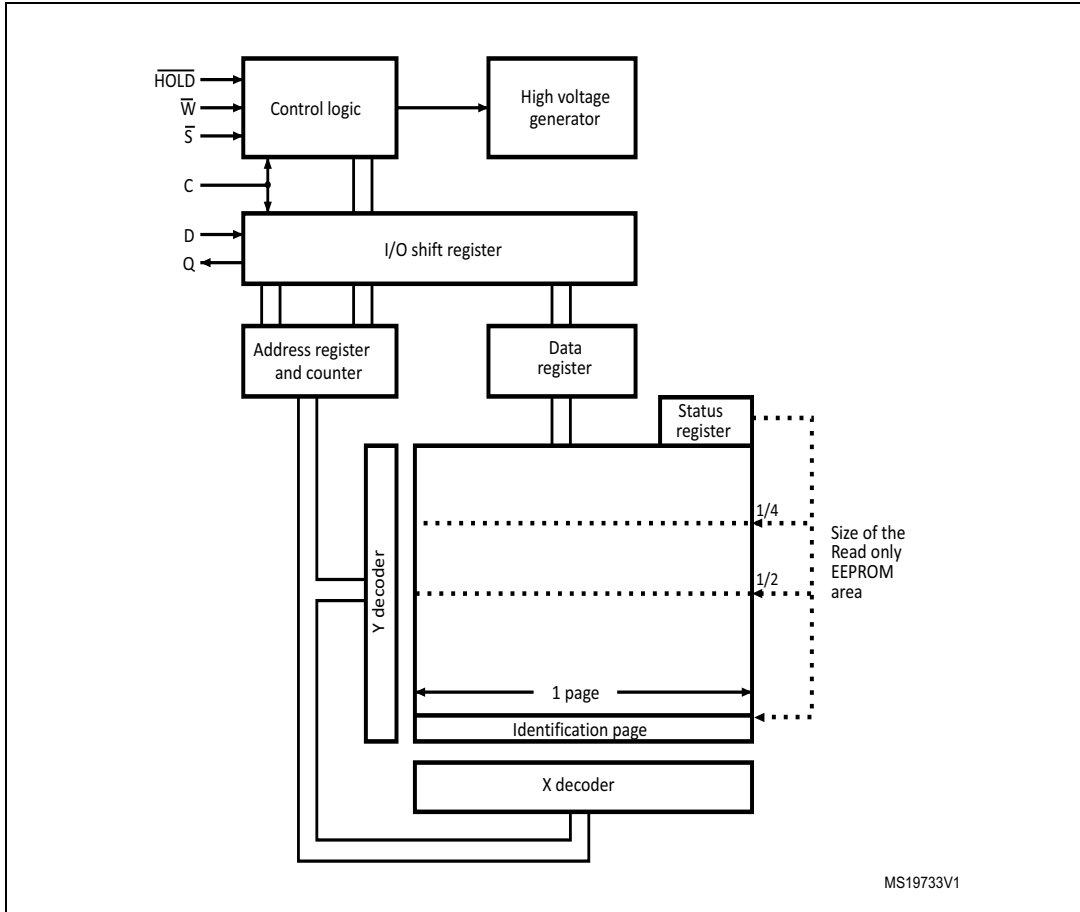 HOLD
W
S
C
D
Q
Control logic
High voltage
generator
I/O shift register
Address register
and counter
Data
register
Status
register
Y decoder
1/4
1/2
Size of the
Read only
EEPROM
area
1 page
Identification page
X decoder
MS19733V1